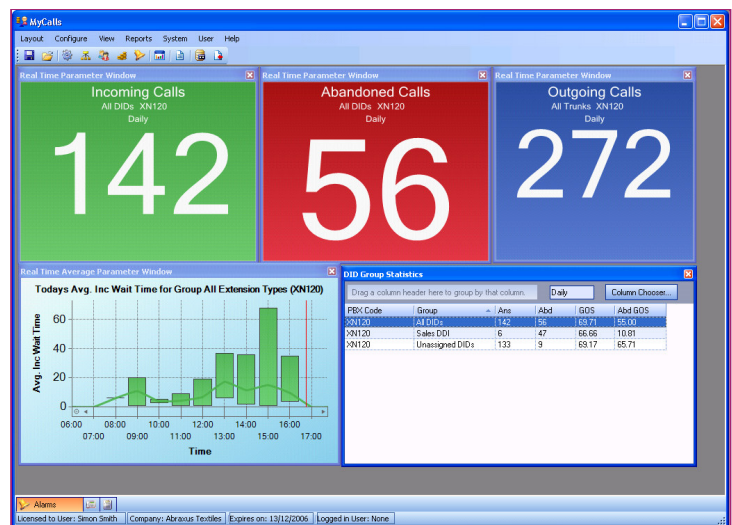 MyCalls
Layout Configure View Reports System User Help
Real Time Parameter Window
Incoming Calls
All DIDs XN120
Daily
142
Real Time Parameter Window
Abandoned Calls
All DIDs XN120
Daily
56
Real Time Parameter Window
Outgoing Calls
All Trunks XN120
Daily
272
Real Time Average Parameter Window
Todays Avg. Inc Wait Time for Group All Extension Types (XN120)
Avg. Inc Wait Time
60
40
20
0
06:00 08:00 10:00 12:00 14:00 16:00
07:00 09:00 11:00 13:00 15:00 17:00
Time
DID Group Statistics
Drag a column header here to group by that column. Daily Column Chooser...
PBX Code Group Ans Abd GOS Abd GOS
XN120 All DIDs 142 56 69.71 55.00
XN120 Sales DDI 6 47 66.66 10.81
XN120 Unassigned DIDs 133 9 69.17 65.71
Alarms
Licensed to User: Simon Smith Company: Abraxus Textiles Expires on: 13/12/2006 Logged in User: None